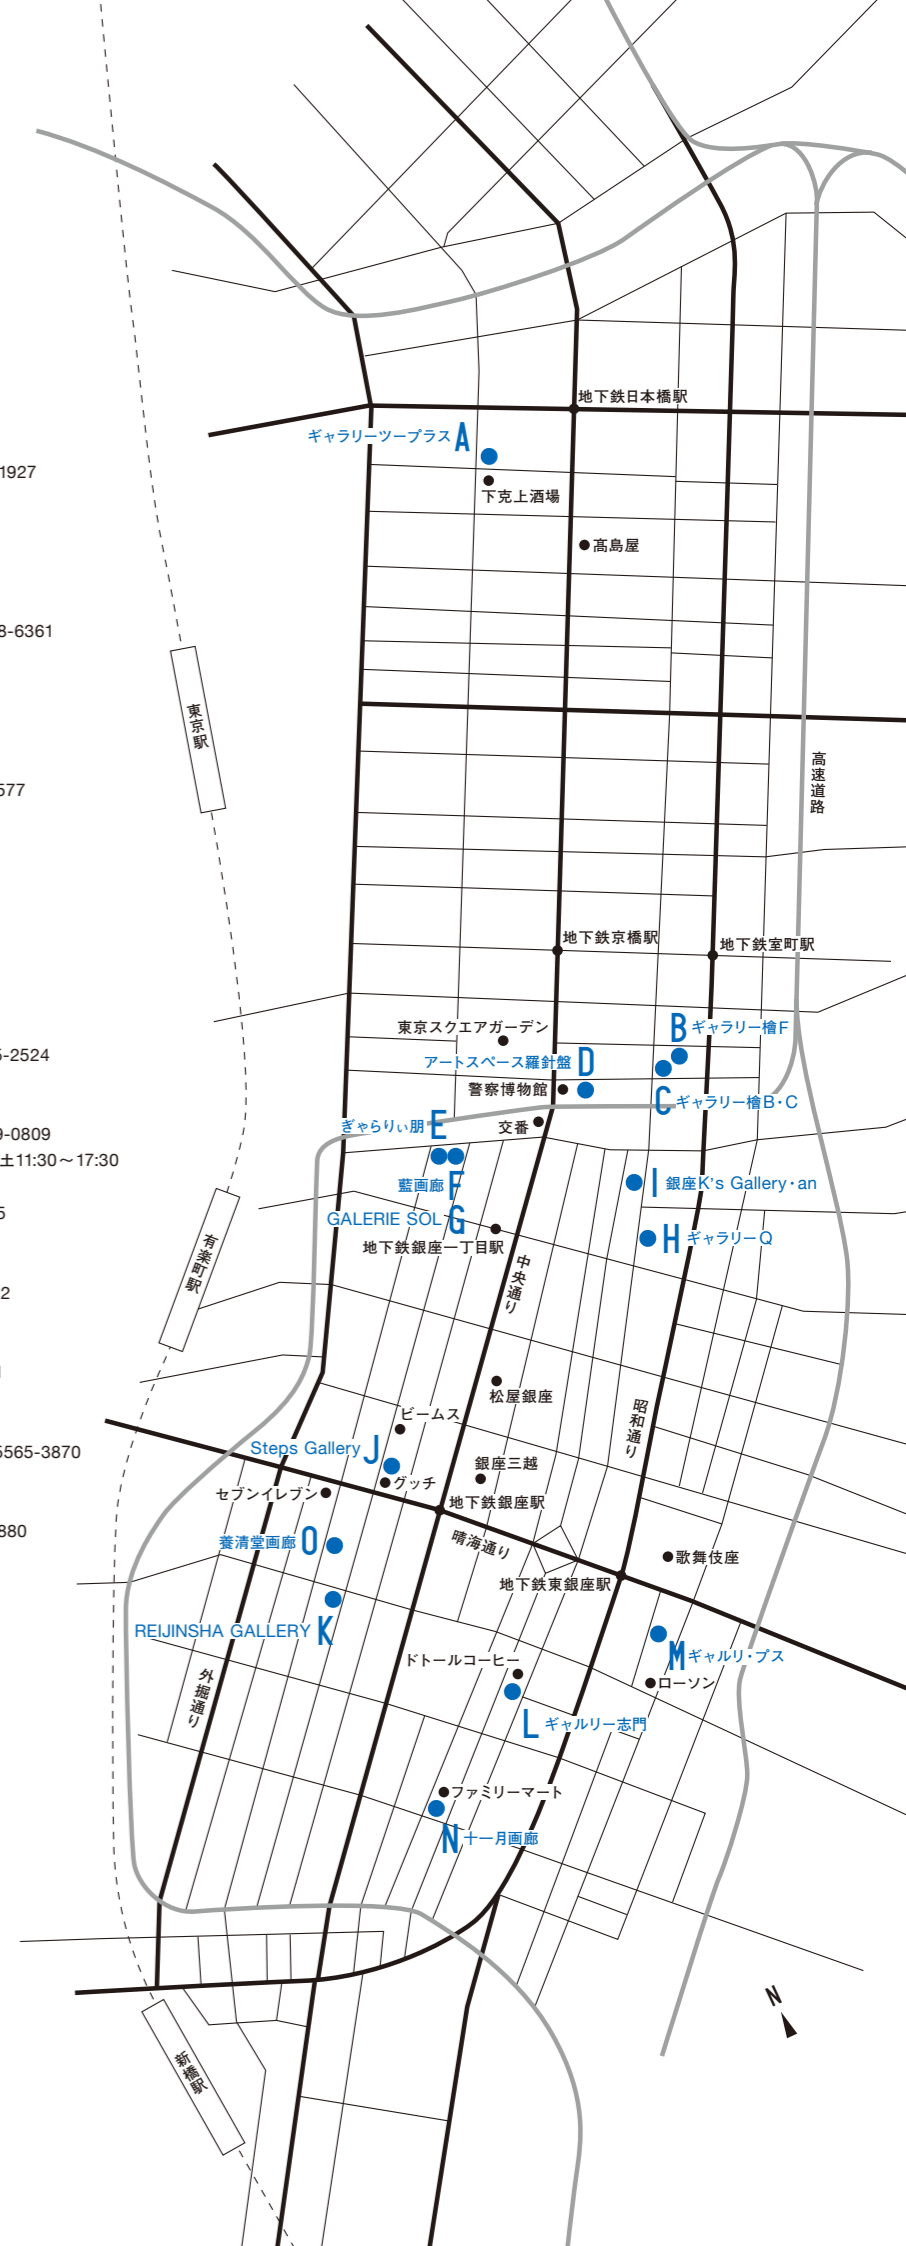 地下鉄日本橋駅
ギャラリーツープラス A
1927
下克上酒場
髙島屋
8-6361
東京駅
高速道路
577
地下鉄京橋駅
地下鉄室町駅
東京スクエアガーデン
B ギャラリー檜F
5-2524
アートスペース羅針盤 D
警察博物館
C ギャラリー檜B・C
9-0809
ぎゃらりぃ朋 E
交番
土11:30〜17:30
藍画廊 F
I 銀座K's Gallery・an
5
GALERIE SOL G
H ギャラリーQ
地下鉄銀座一丁目駅
有楽町駅
中央通り
2
松屋銀座
ビームス
昭和通り
Steps Gallery J
5565-3870
銀座三越
グッチ
セブンイレブン
地下鉄銀座駅
880
養清堂画廊 O
晴海通り
歌舞伎座
地下鉄東銀座駅
REIJINSHA GALLERY K
M ギャルリ・プス
ドトールコーヒー
ローソン
外堀通り
L ギャルリー志門
ファミリーマート
N 十一月画廊
N
新橋駅